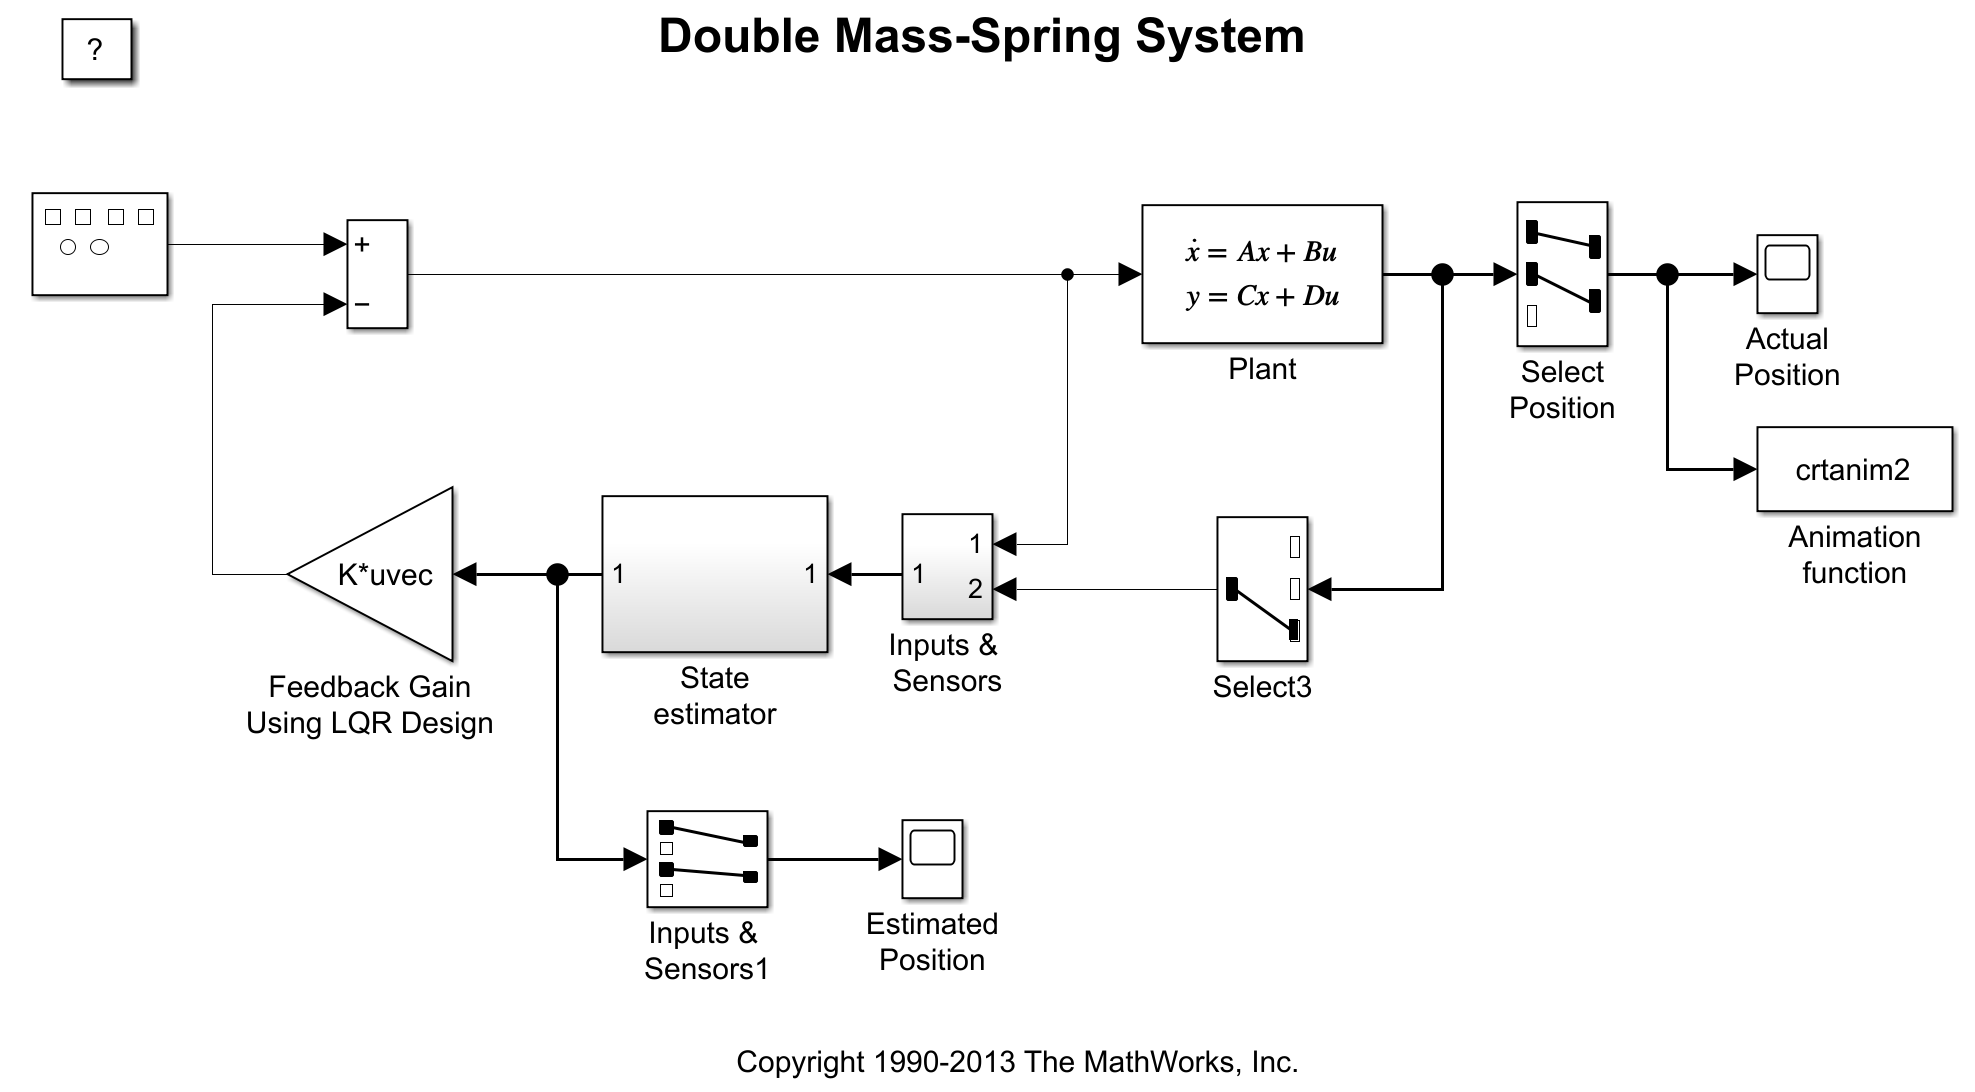 Double Mass-Spring System
?
+
−
ẋ = Ax + Bu
y = Cx + Du
Plant
Select
Position
Actual
Position
crtanim2
Animation
function
K*uvec
Feedback Gain
Using LQR Design
1
1
State
estimator
1
1
2
Inputs &
Sensors
Select3
Inputs &
Sensors1
Estimated
Position
Copyright 1990-2013 The MathWorks, Inc.